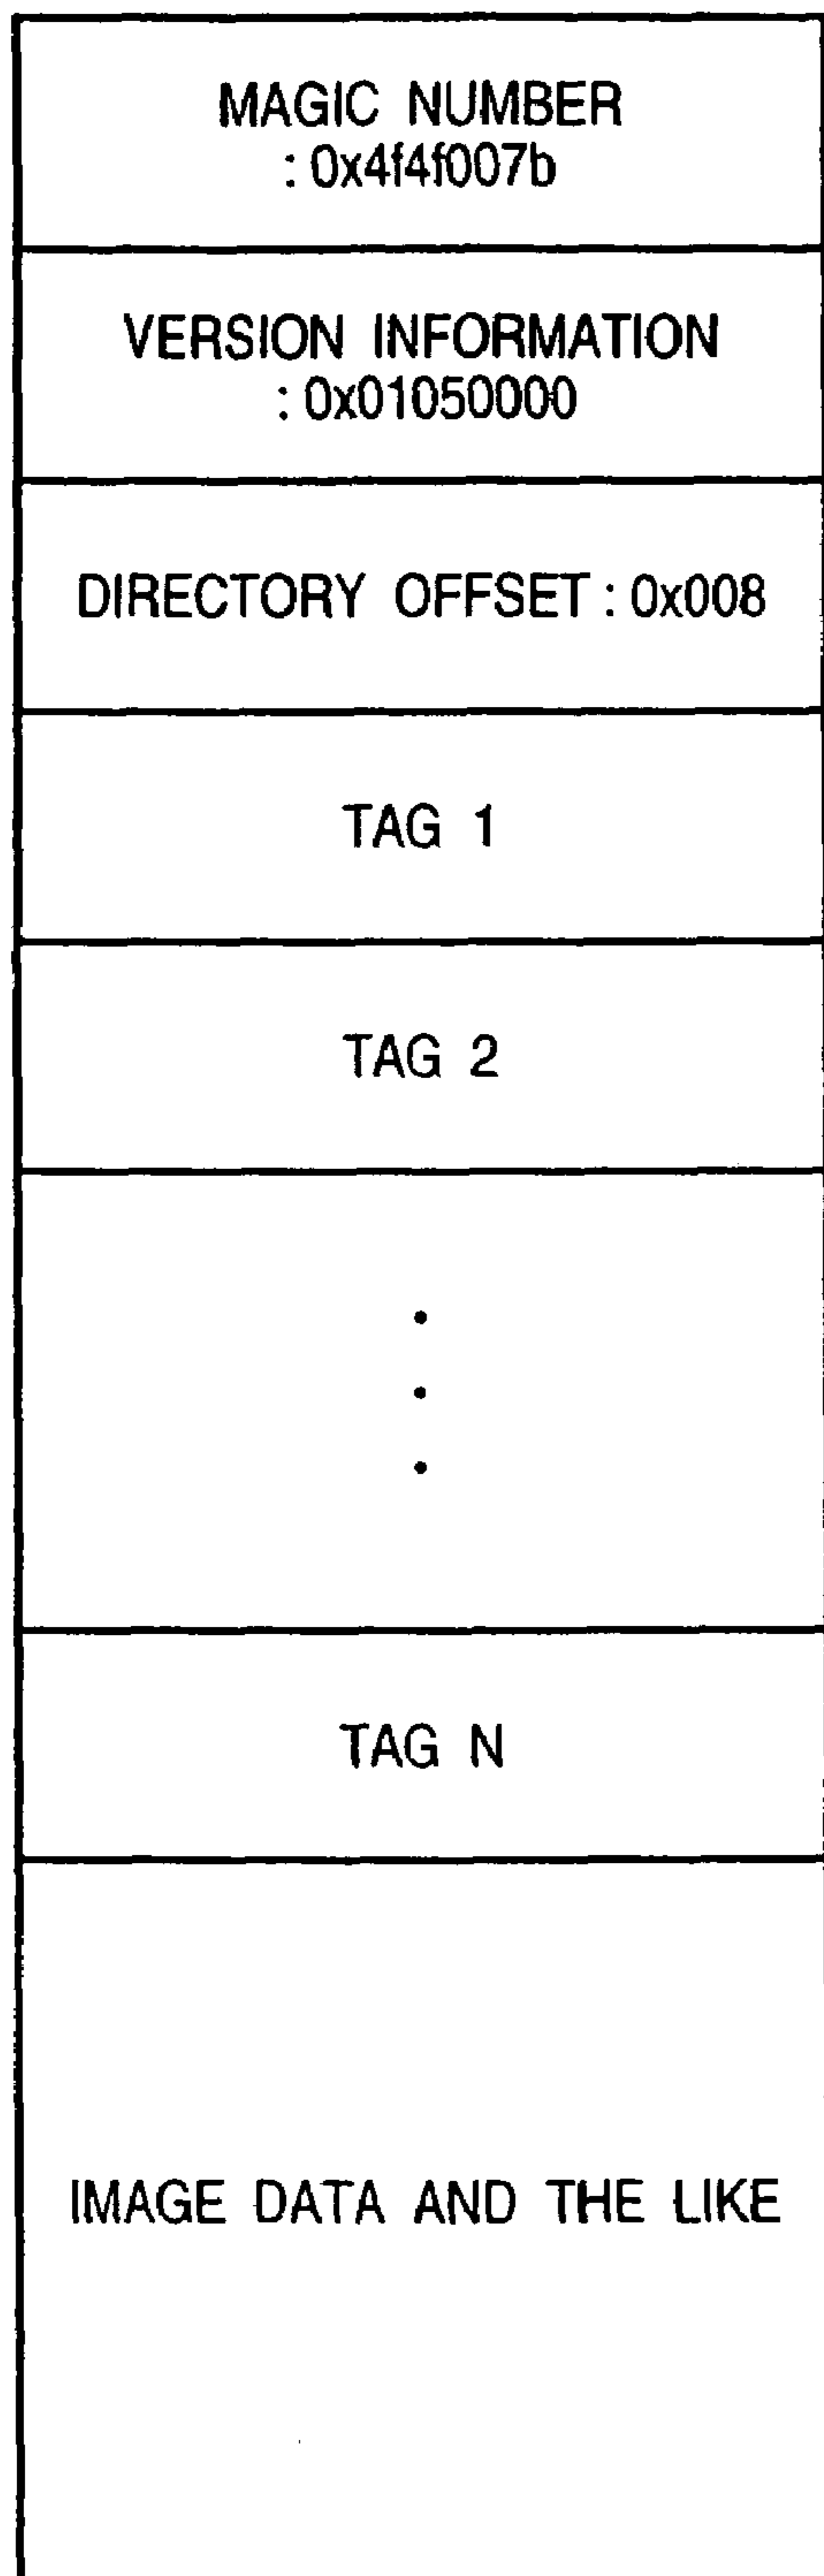 MAGIC NUMBER
: 0x4f4f007b
VERSION INFORMATION
: 0x01050000
DIRECTORY OFFSET : 0x008
TAG 1
TAG 2
TAG N
IMAGE DATA AND THE LIKE